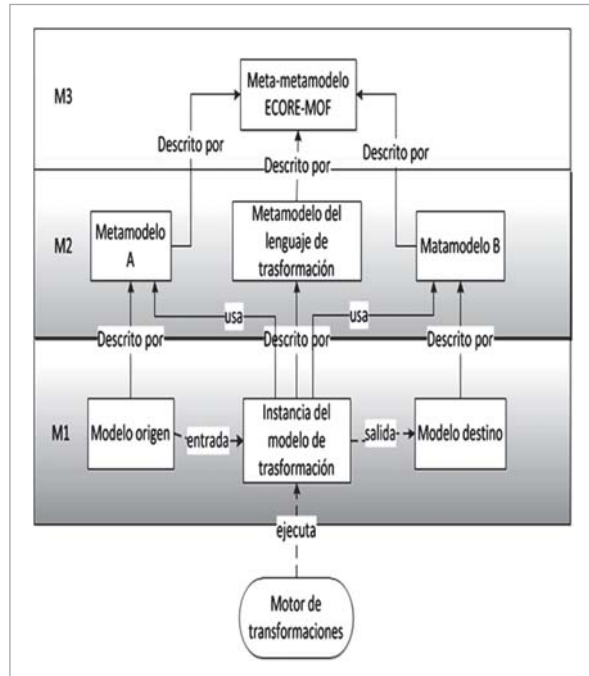 M3
Meta-metamodelo
ECORE-MOF
Descrito por
Descrito por
Descrito por
M2
Metamodelo
A
Metamodelo del
lenguaje de
trasformación
Matamodelo B
usa
usa
Descrito por
Descrito por
Descrito por
M1
Modelo origen
entrada
Instancia del
modelo de
trasformación
salida
Modelo destino
ejecuta
Motor de
transformaciones